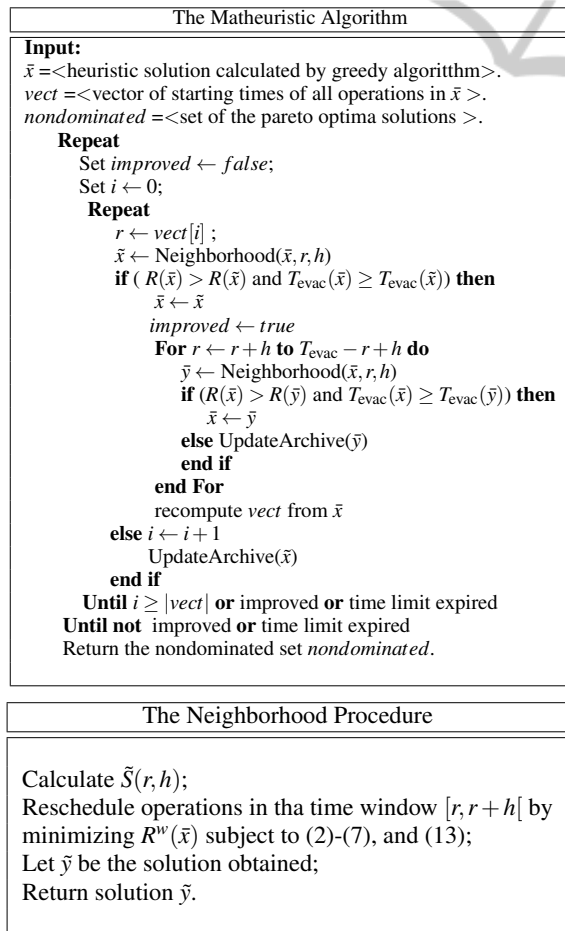 The Matheuristic Algorithm
Input:
x̄ =<heuristic solution calculated by greedy algoritthm>.
vect =<vector of starting times of all operations in x̄ >.
nondominated =<set of the pareto optima solutions >.
Repeat
Set improved ← false;
Set i ← 0;
Repeat
r ← vect[i] ;
x̃ ← Neighborhood(x̄, r, h)
if ( R(x̄) > R(x̃) and T_evac(x̄) ≥ T_evac(x̃)) then
x̄ ← x̃
improved ← true
For r ← r + h to T_evac − r + h do
ȳ ← Neighborhood(x̄, r, h)
if (R(x̄) > R(ȳ) and T_evac(x̄) ≥ T_evac(ȳ)) then
x̄ ← ȳ
else UpdateArchive(ȳ)
end if
end For
recompute vect from x̄
else i ← i + 1
UpdateArchive(x̃)
end if
Until i ≥ |vect| or improved or time limit expired
Until not improved or time limit expired
Return the nondominated set nondominated.
The Neighborhood Procedure
Calculate S̃(r, h);
Reschedule operations in tha time window [r, r + h[ by
minimizing R^w(x̄) subject to (2)-(7), and (13);
Let ỹ be the solution obtained;
Return solution ỹ.